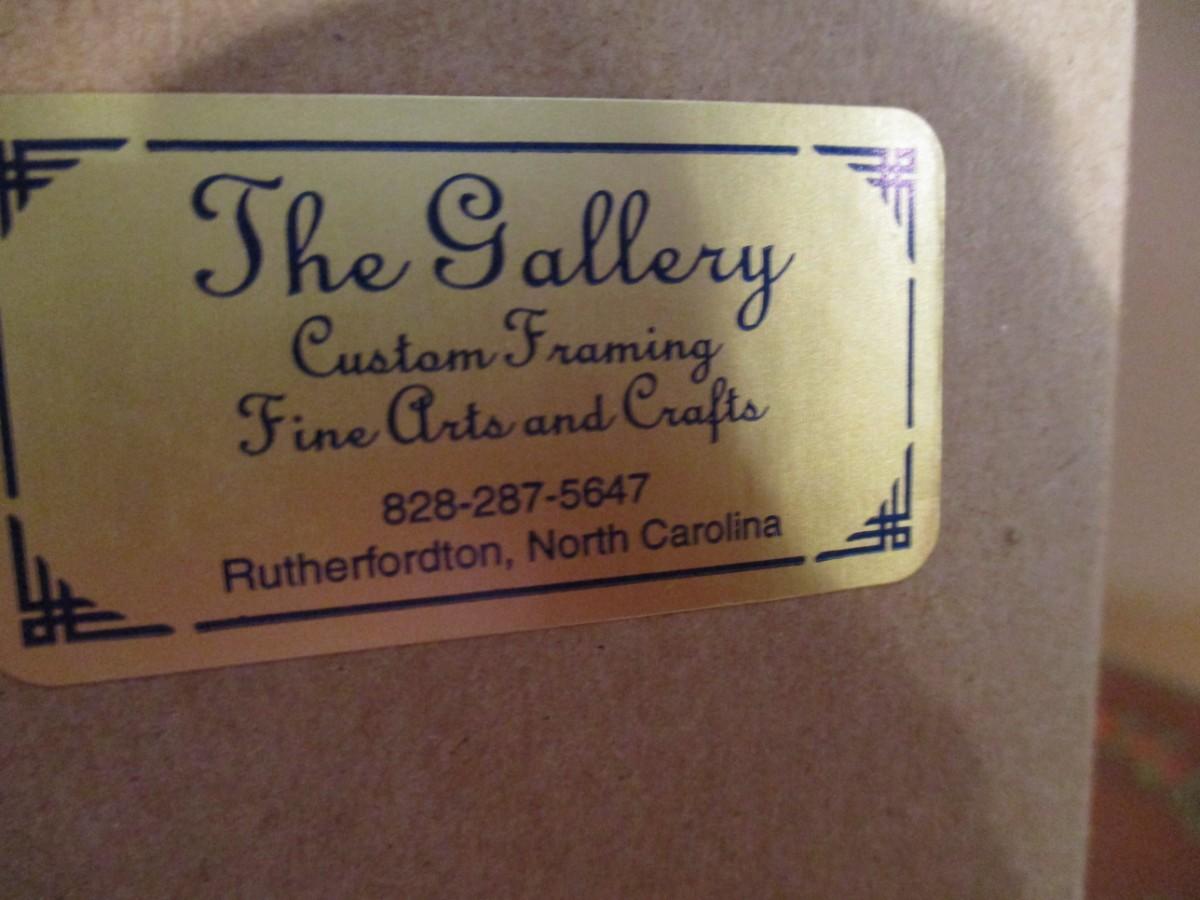 The Gallery
Custom Framing
Fine Arts and Crafts
828-287-5647
Rutherfordton, North Carolina